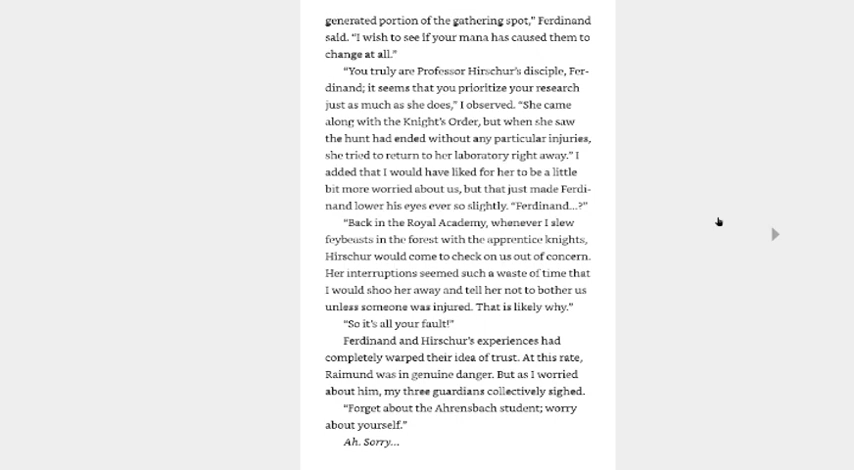 generated portion of the gathering spot,” Ferdinand
said. “I wish to see if your mana has caused them to
change at all.”
“You truly are Professor Hirschur’s disciple, Fer-
dinand; it seems that you prioritize your research
just as much as she does,” I observed. “She came
along with the Knight’s Order, but when she saw
the hunt had ended without any particular injuries,
she tried to return to her laboratory right away.” I
added that I would have liked for her to be a little
bit more worried about us, but that just made Ferdi-
nand lower his eyes ever so slightly. “Ferdinand...?”
“Back in the Royal Academy, whenever I slew
feybeasts in the forest with the apprentice knights,
Hirschur would come to check on us out of concern.
Her interruptions seemed such a waste of time that
I would shoo her away and tell her not to bother us
unless someone was injured. That is likely why.”
“So it’s all your fault!”
Ferdinand and Hirschur’s experiences had
completely warped their idea of trust. At this rate,
Raimund was in genuine danger. But as I worried
about him, my three guardians collectively sighed.
“Forget about the Ahrensbach student; worry
about yourself.”
Ah. Sorry...